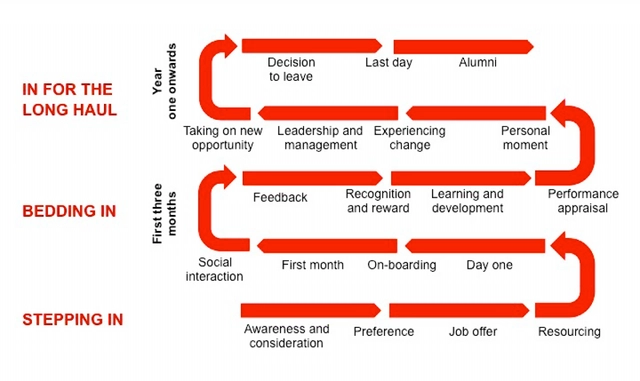 Year
one onwards
Decision
to leave
Last day
Alumni
IN FOR THE
LONG HAUL
Taking on new
opportunity
Leadership and
management
Experiencing
change
Personal
moment
First three
months
Feedback
Recognition
and reward
Learning and
development
Performance
appraisal
BEDDING IN
Social
interaction
First month
On-boarding
Day one
STEPPING IN
Awareness and
consideration
Preference
Job offer
Resourcing